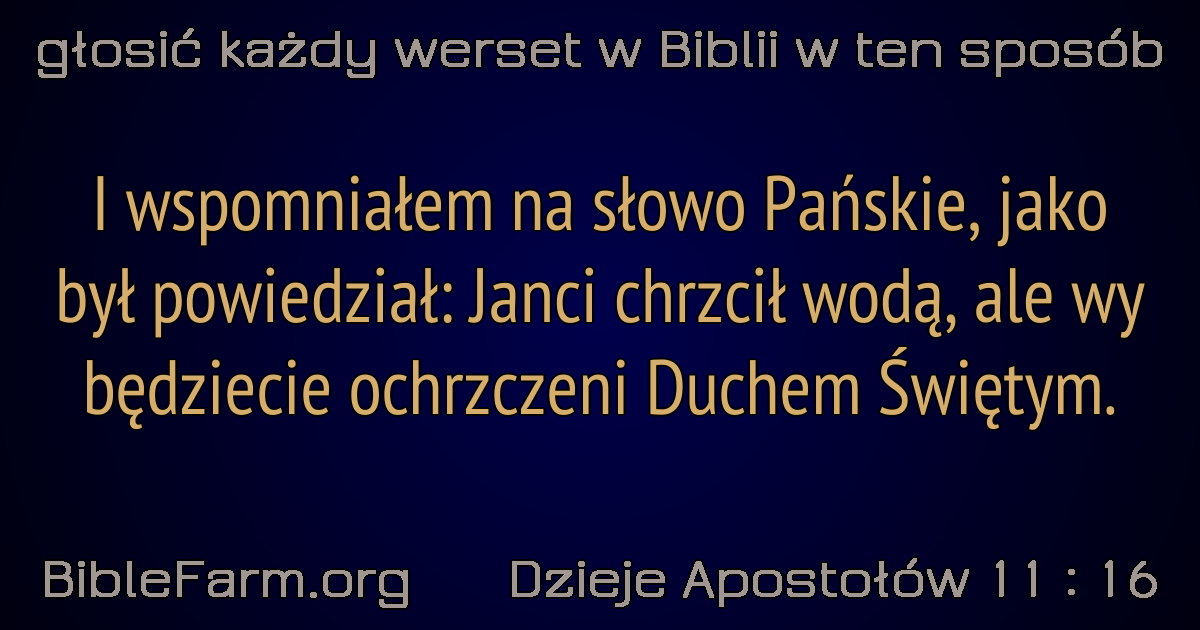 głosić każdy werset w Biblii w ten sposób
I wspomniałem na słowo Pańskie, jako
był powiedział: Janci chrzcił wodą, ale wy
będziecie ochrzczeni Duchem Świętym.
BibleFarm.org Dzieje Apostołów 11 : 16